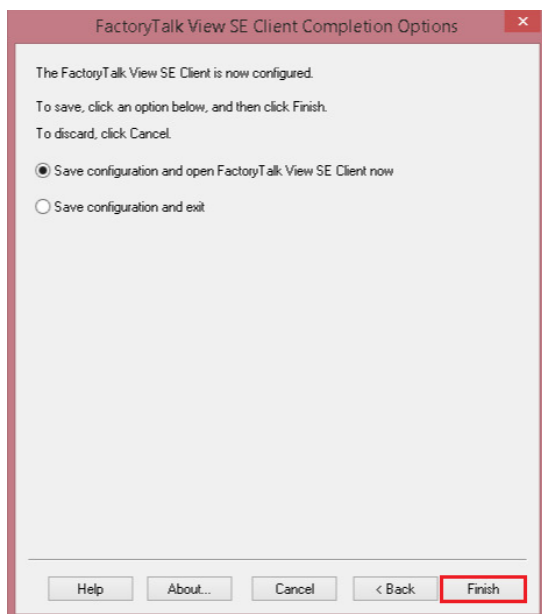 FactoryTalk View SE Client Completion Options
The FactoryTalk View SE Client is now configured.
To save, click an option below, and then click Finish.
To discard, click Cancel.
Save configuration and open FactoryTalk View SE Client now
Save configuration and exit
Help
About...
Cancel
< Back
Finish